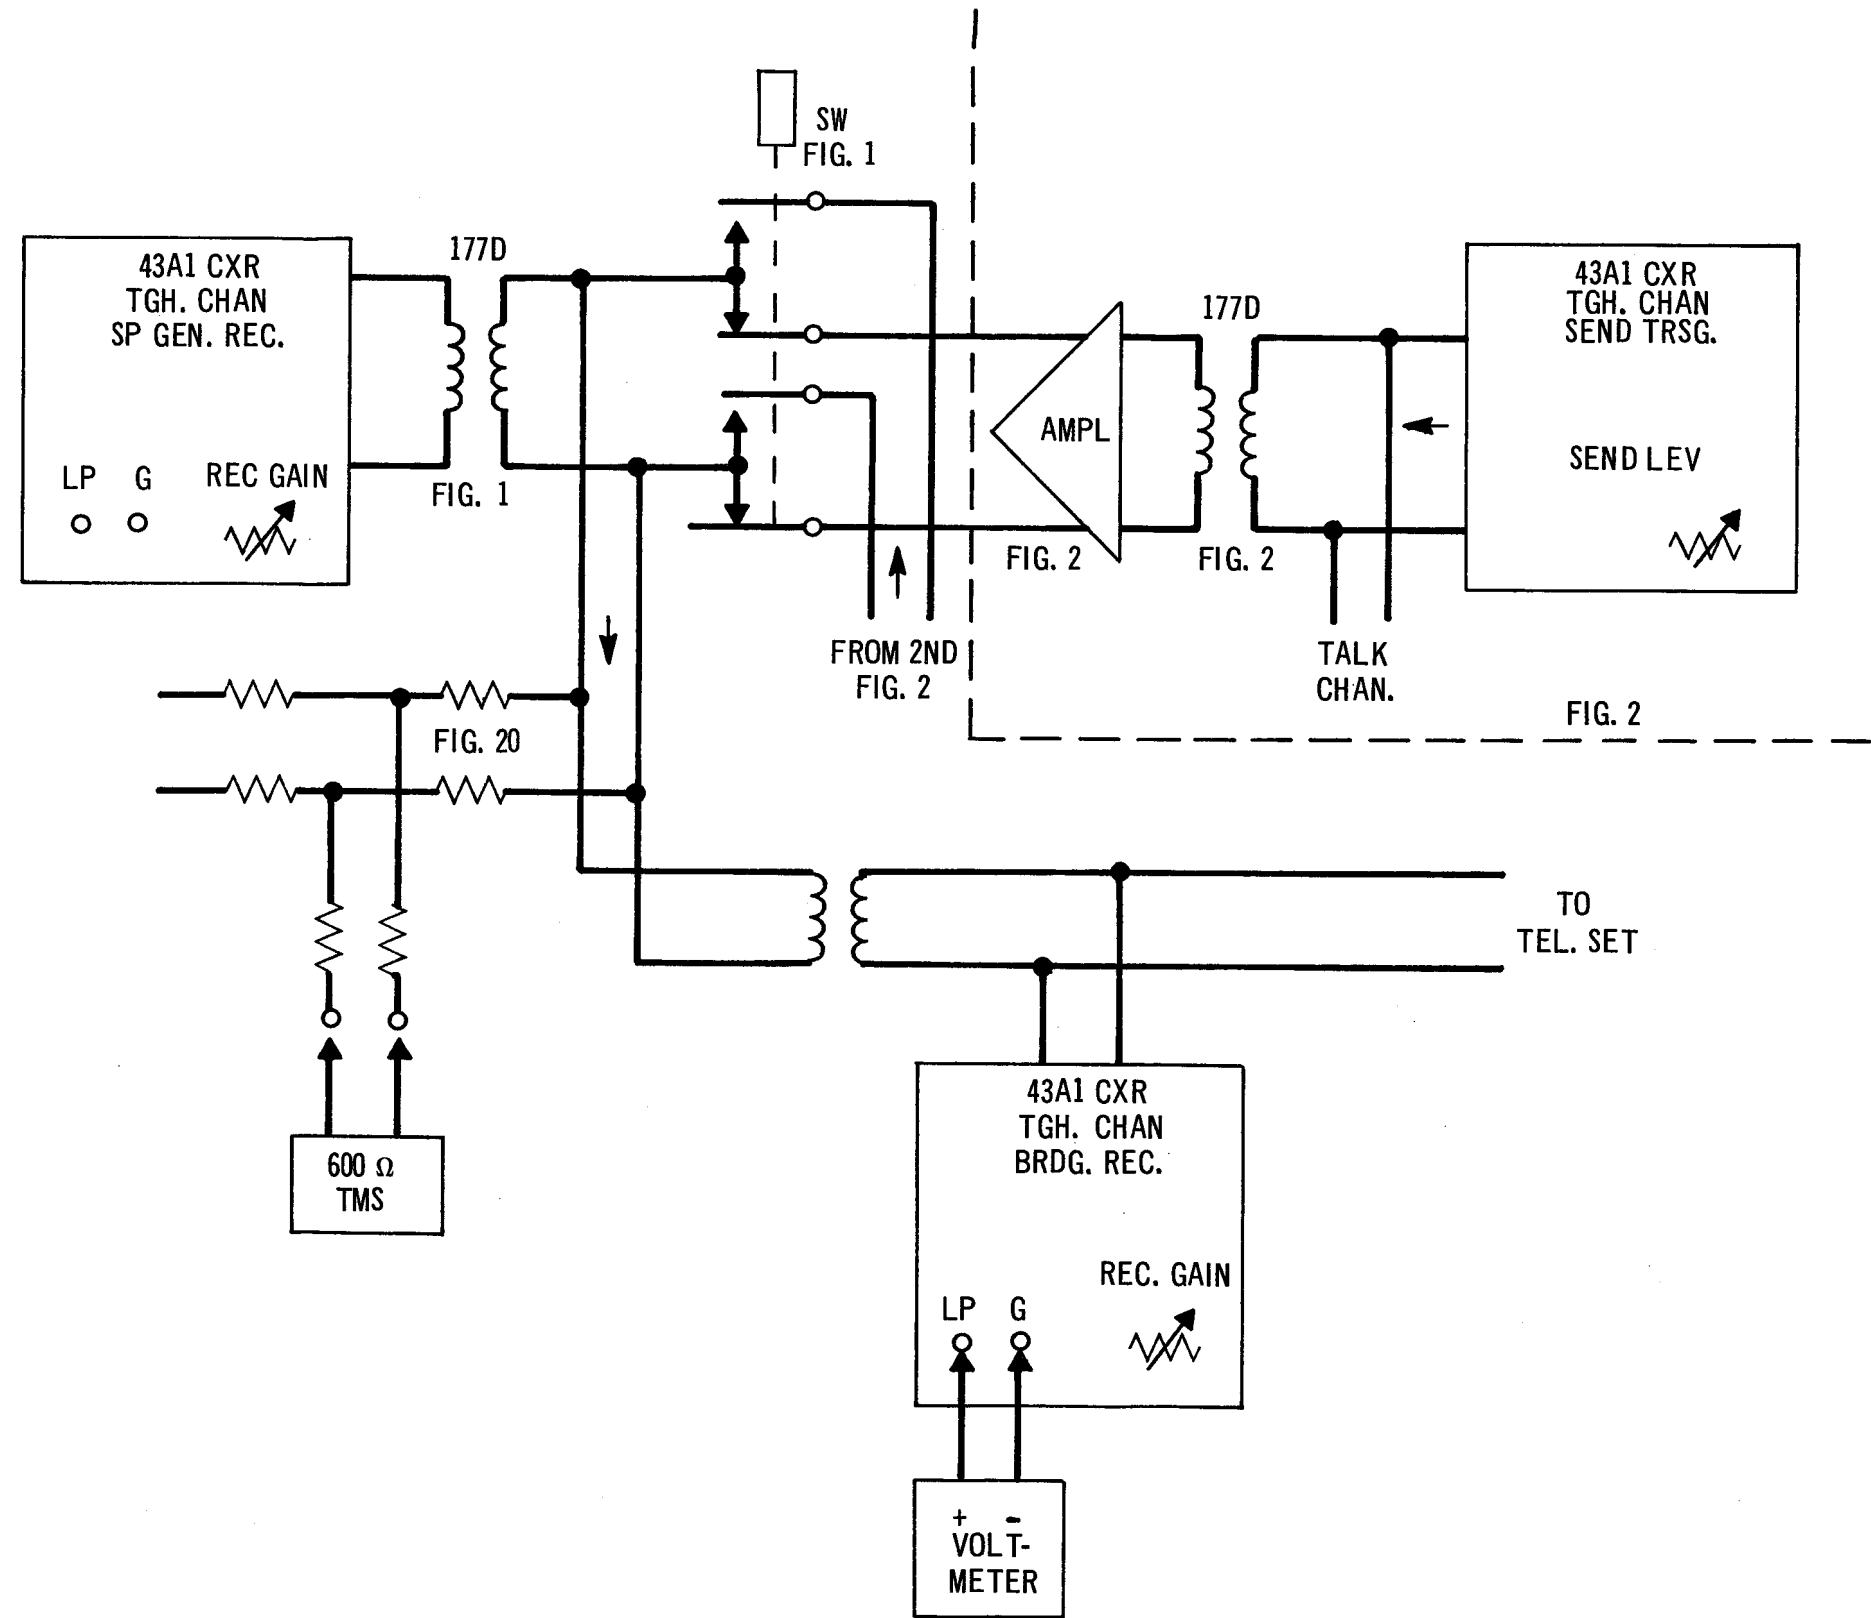 SW
FIG. 1
43A1 CXR
TGH. CHAN
SP GEN. REC.
LP G REC GAIN
177D
FIG. 1
AMPL
FIG. 2
177D
FIG. 2
43A1 CXR
TGH. CHAN
SEND TRSG.
SEND LEV
FROM 2ND
FIG. 2
TALK
CHAN.
FIG. 2
FIG. 20
TO
TEL. SET
600 Ω
TMS
43A1 CXR
TGH. CHAN
BRDG. REC.
REC. GAIN
LP G
+ -
VOLT-
METER